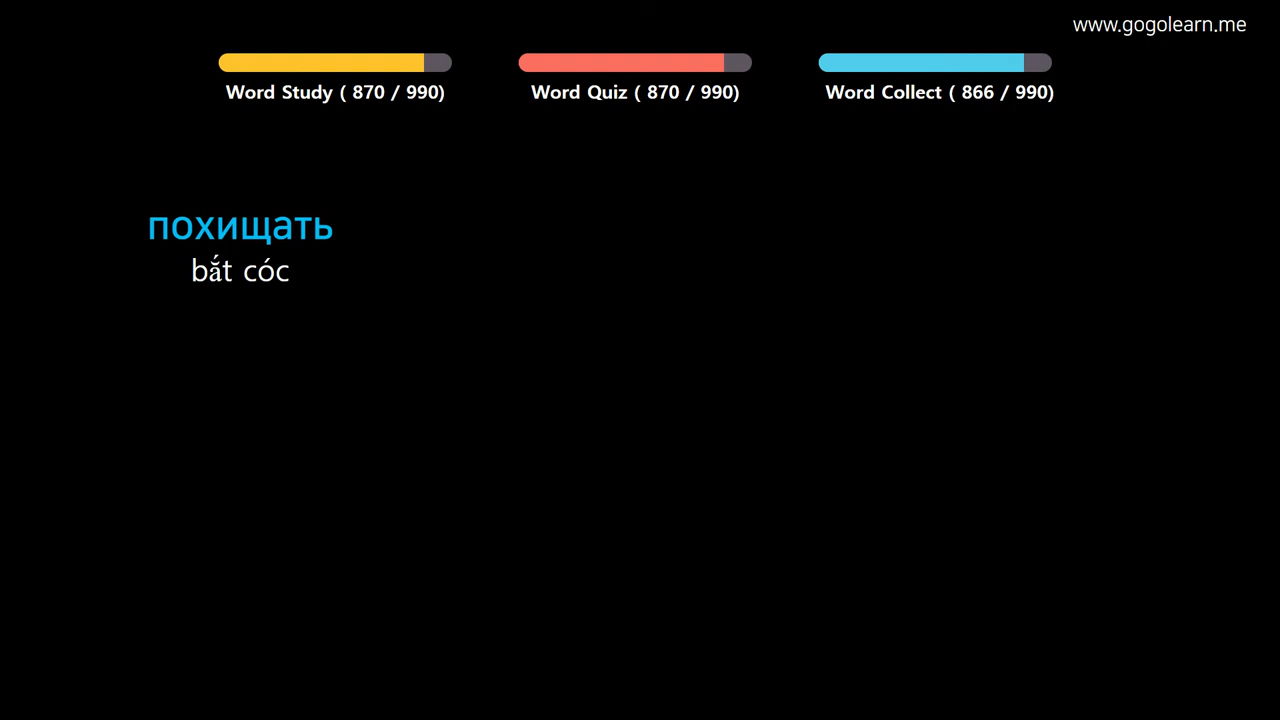 www.gogolearn.me
Word Study ( 870 / 990)
Word Quiz ( 870 / 990)
Word Collect ( 866 / 990)
похищать
bắt cóc